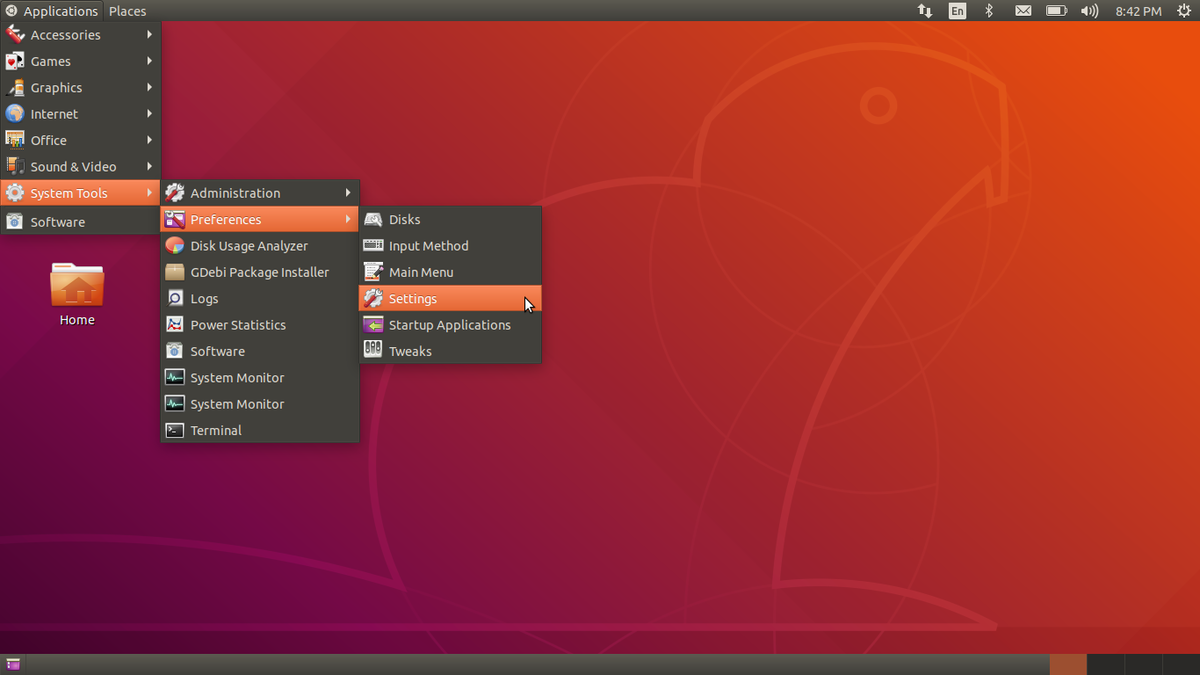 Applications Places En 8:42 PM
Accessories
Games
Graphics
Internet
Office
Sound & Video
System Tools
Software
Administration
Preferences
Disk Usage Analyzer
GDebi Package Installer
Logs
Power Statistics
Software
System Monitor
System Monitor
Terminal
Disks
Input Method
Main Menu
Settings
Startup Applications
Tweaks
Home